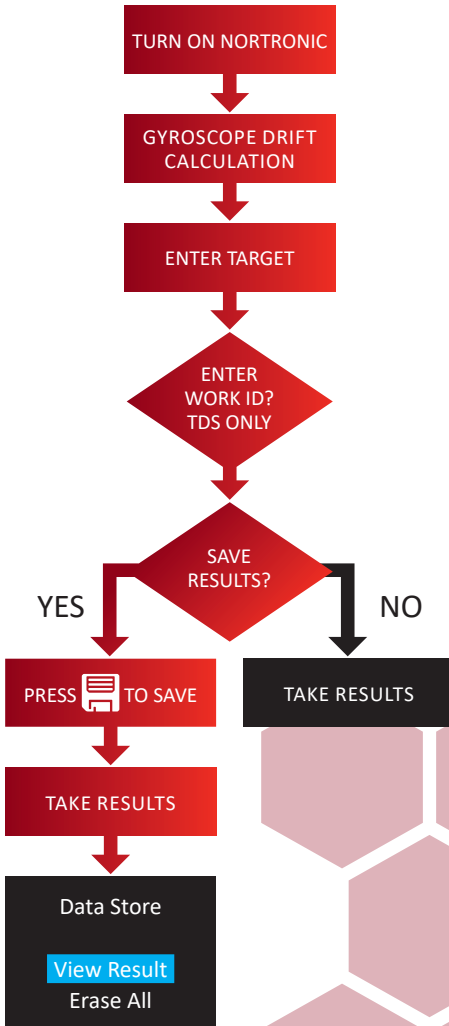 TURN ON NORTRONIC
GYROSCOPE DRIFT
CALCULATION
ENTER TARGET
ENTER
WORK ID?
TDS ONLY
SAVE
RESULTS?
YES
NO
PRESS TO SAVE
TAKE RESULTS
TAKE RESULTS
Data Store
View Result
Erase All